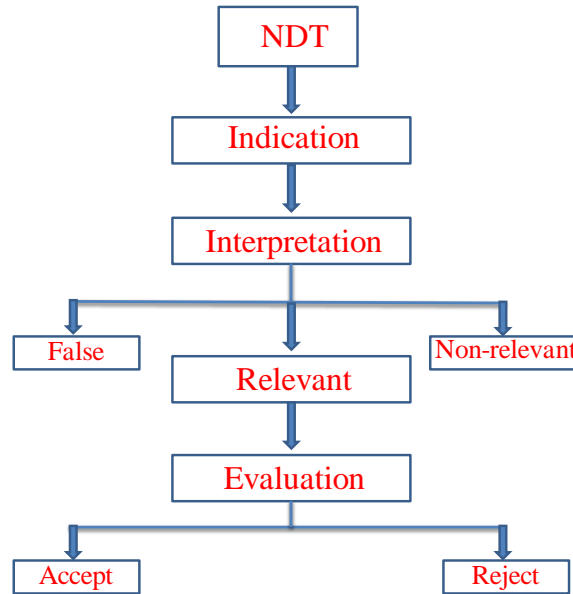 NDT
Indication
Interpretation
False
Non-relevant
Relevant
Evaluation
Accept
Reject